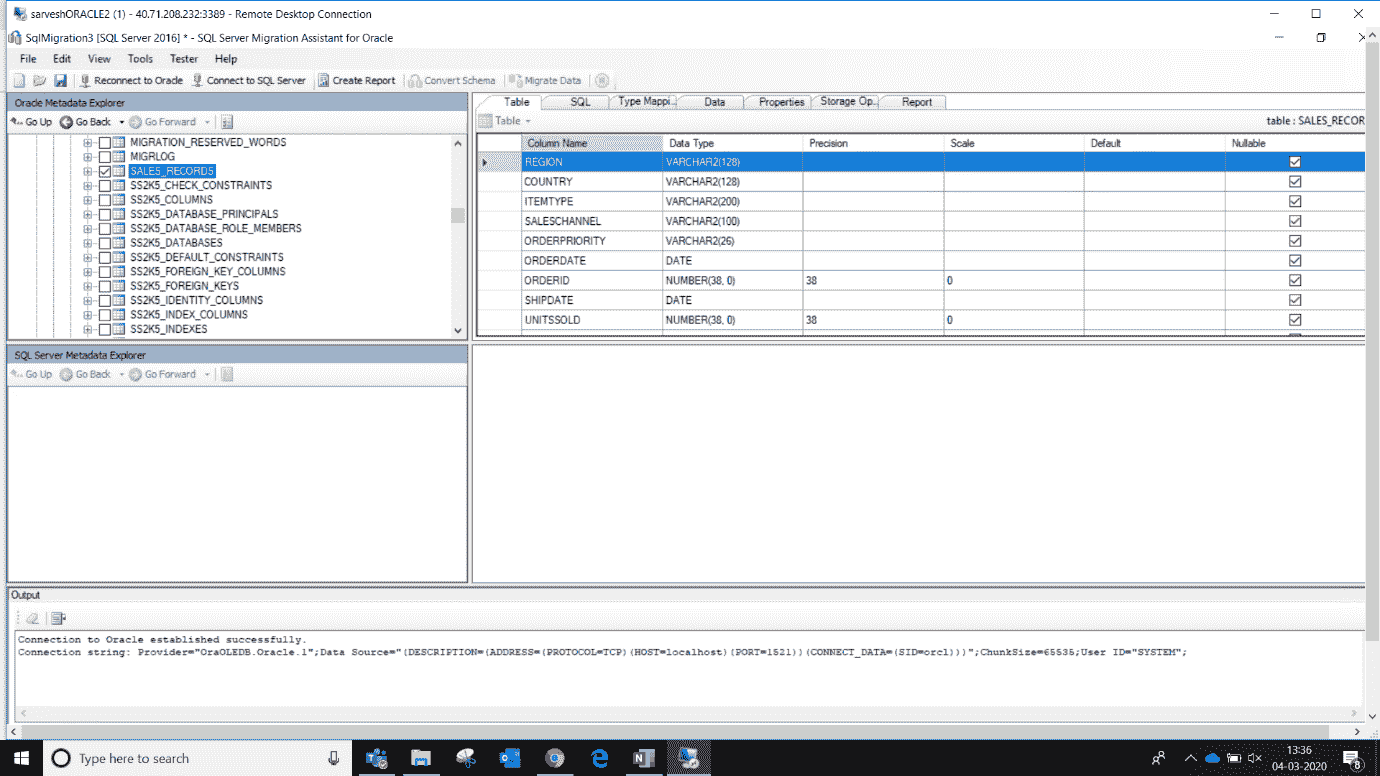 sarveshORACLE2 (1) - 40.71.208.232:3389 - Remote Desktop Connection
SqlMigration3 [SQL Server 2016] * - SQL Server Migration Assistant for Oracle
File Edit View Tools Tester Help
Reconnect to Oracle Connect to SQL Server Create Report Convert Schema Migrate Data
Oracle Metadata Explorer
Go Up Go Back Go Forward
MIGRATION_RESERVED_WORDS
MIGRLOG
SALES_RECORDS
SS2K5_CHECK_CONSTRAINTS
SS2K5_COLUMNS
SS2K5_DATABASE_PRINCIPALS
SS2K5_DATABASE_ROLE_MEMBERS
SS2K5_DATABASES
SS2K5_DEFAULT_CONSTRAINTS
SS2K5_FOREIGN_KEY_COLUMNS
SS2K5_FOREIGN_KEYS
SS2K5_IDENTITY_COLUMNS
SS2K5_INDEX_COLUMNS
SS2K5_INDEXES
Table SQL Type Mappi... Data Properties Storage Op... Report
Table table : SALES_RECOR
Column Name Data Type Precision Scale Default Nullable
REGION VARCHAR2(128)
COUNTRY VARCHAR2(128)
ITEMTYPE VARCHAR2(200)
SALESCHANNEL VARCHAR2(100)
ORDERPRIORITY VARCHAR2(26)
ORDERDATE DATE
ORDERID NUMBER(38, 0) 38 0
SHIPDATE DATE
UNITSSOLD NUMBER(38, 0) 38 0
SQL Server Metadata Explorer
Go Up Go Back Go Forward
Output
Connection to Oracle established successfully.
Connection string: Provider="OraOLEDB.Oracle.1";Data Source="(DESCRIPTION=(ADDRESS=(PROTOCOL=TCP)(HOST=localhost)(PORT=1521))(CONNECT_DATA=(SID=orcl)))";ChunkSize=65535;User ID="SYSTEM";
Type here to search
13:36
04-03-2020
8